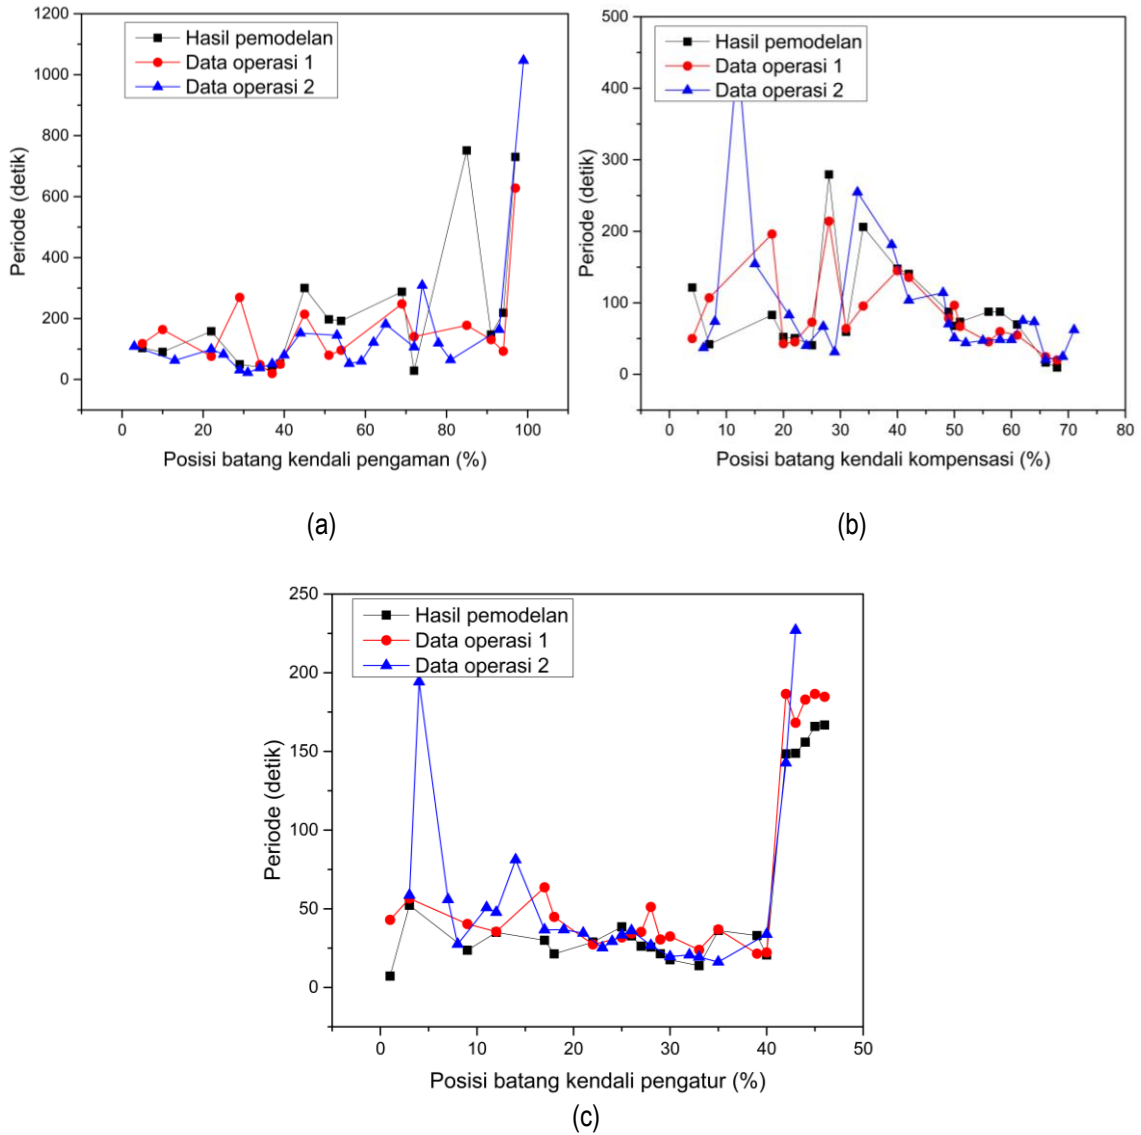 1200
1000
800
600
400
200
0
Periode (detik)
Hasil pemodelan
Data operasi 1
Data operasi 2
0 20 40 60 80 100
Posisi batang kendali pengaman (%)
(a)
500
400
300
200
100
0
Periode (detik)
Hasil pemodelan
Data operasi 1
Data operasi 2
0 10 20 30 40 50 60 70 80
Posisi batang kendali kompensasi (%)
(b)
250
200
150
100
50
0
Periode (detik)
Hasil pemodelan
Data operasi 1
Data operasi 2
0 10 20 30 40 50
Posisi batang kendali pengatur (%)
(c)